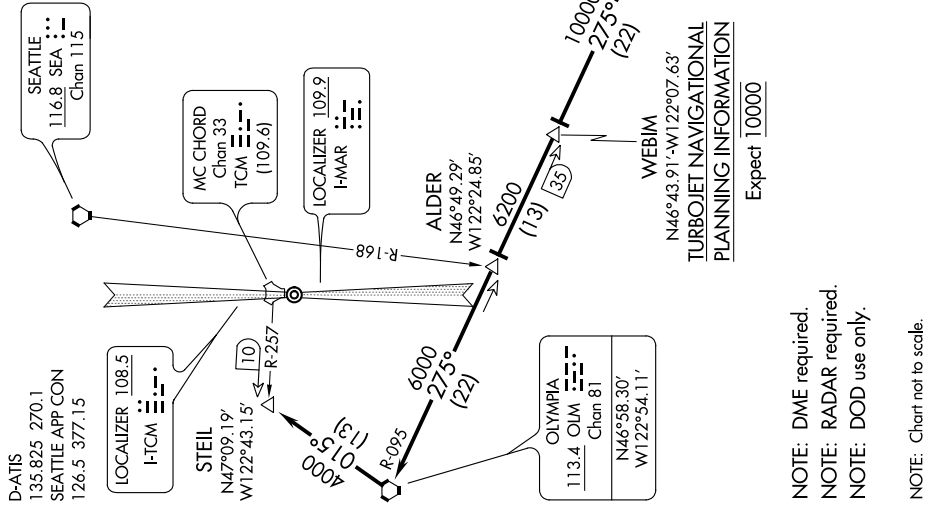 D-ATIS
135.825 270.1
SEATTLE APP CON
126.5 377.15
SEATTLE
116.8 SEA
Chan 115
MC CHORD
Chan 33
TCM
(109.6)
LOCALIZER 109.9
I-MAR
LOCALIZER 108.5
I-TCM
R-168
R-257
10
STEIL
N47°09.19'
W122°43.15'
4000
015°
(13)
R-095
6000
275°
(22)
ALDER
N46°49.29'
W122°24.85'
6200
(13)
35
10000
275°
(22)
WEBIM
N46°43.91'-W122°07.63'
TURBOJET NAVIGATIONAL
PLANNING INFORMATION
Expect 10000
OLYMPIA
113.4 OLM
Chan 81
N46°58.30'
W122°54.11'
NOTE: DME required.
NOTE: RADAR required.
NOTE: DOD use only.
NOTE: Chart not to scale.